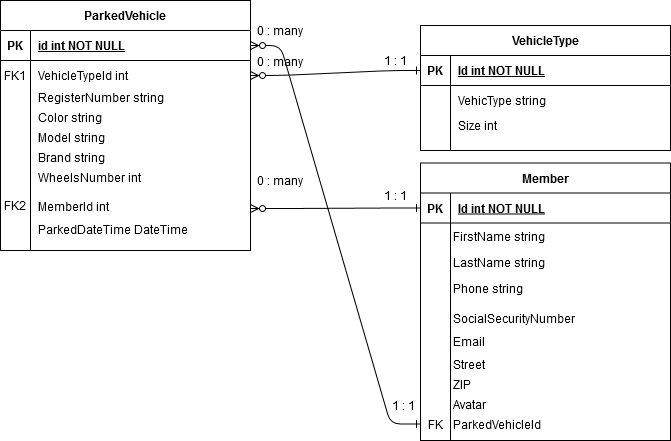 ParkedVehicle
PK id int NOT NULL
FK1 VehicleTypeId int
RegisterNumber string
Color string
Model string
Brand string
WheelsNumber int
FK2 MemberId int
ParkedDateTime DateTime
0 : many
0 : many
1 : 1
0 : many
1 : 1
1 : 1
VehicleType
PK Id int NOT NULL
VehicType string
Size int
Member
PK Id int NOT NULL
FirstName string
LastName string
Phone string
SocialSecurityNumber
Email
Street
ZIP
Avatar
FK ParkedVehicleId